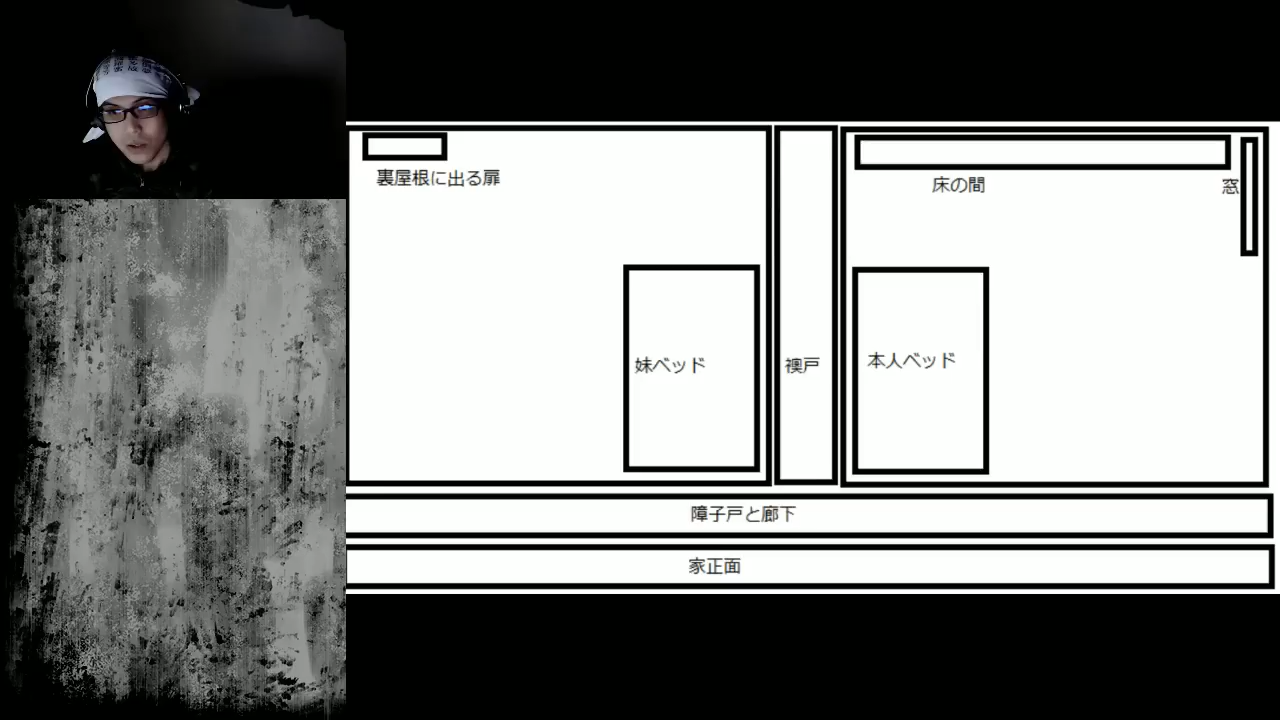 裏屋根に出る扉
床の間
窓
妹ベッド
襖戸
本人ベッド
障子戸と廊下
家正面